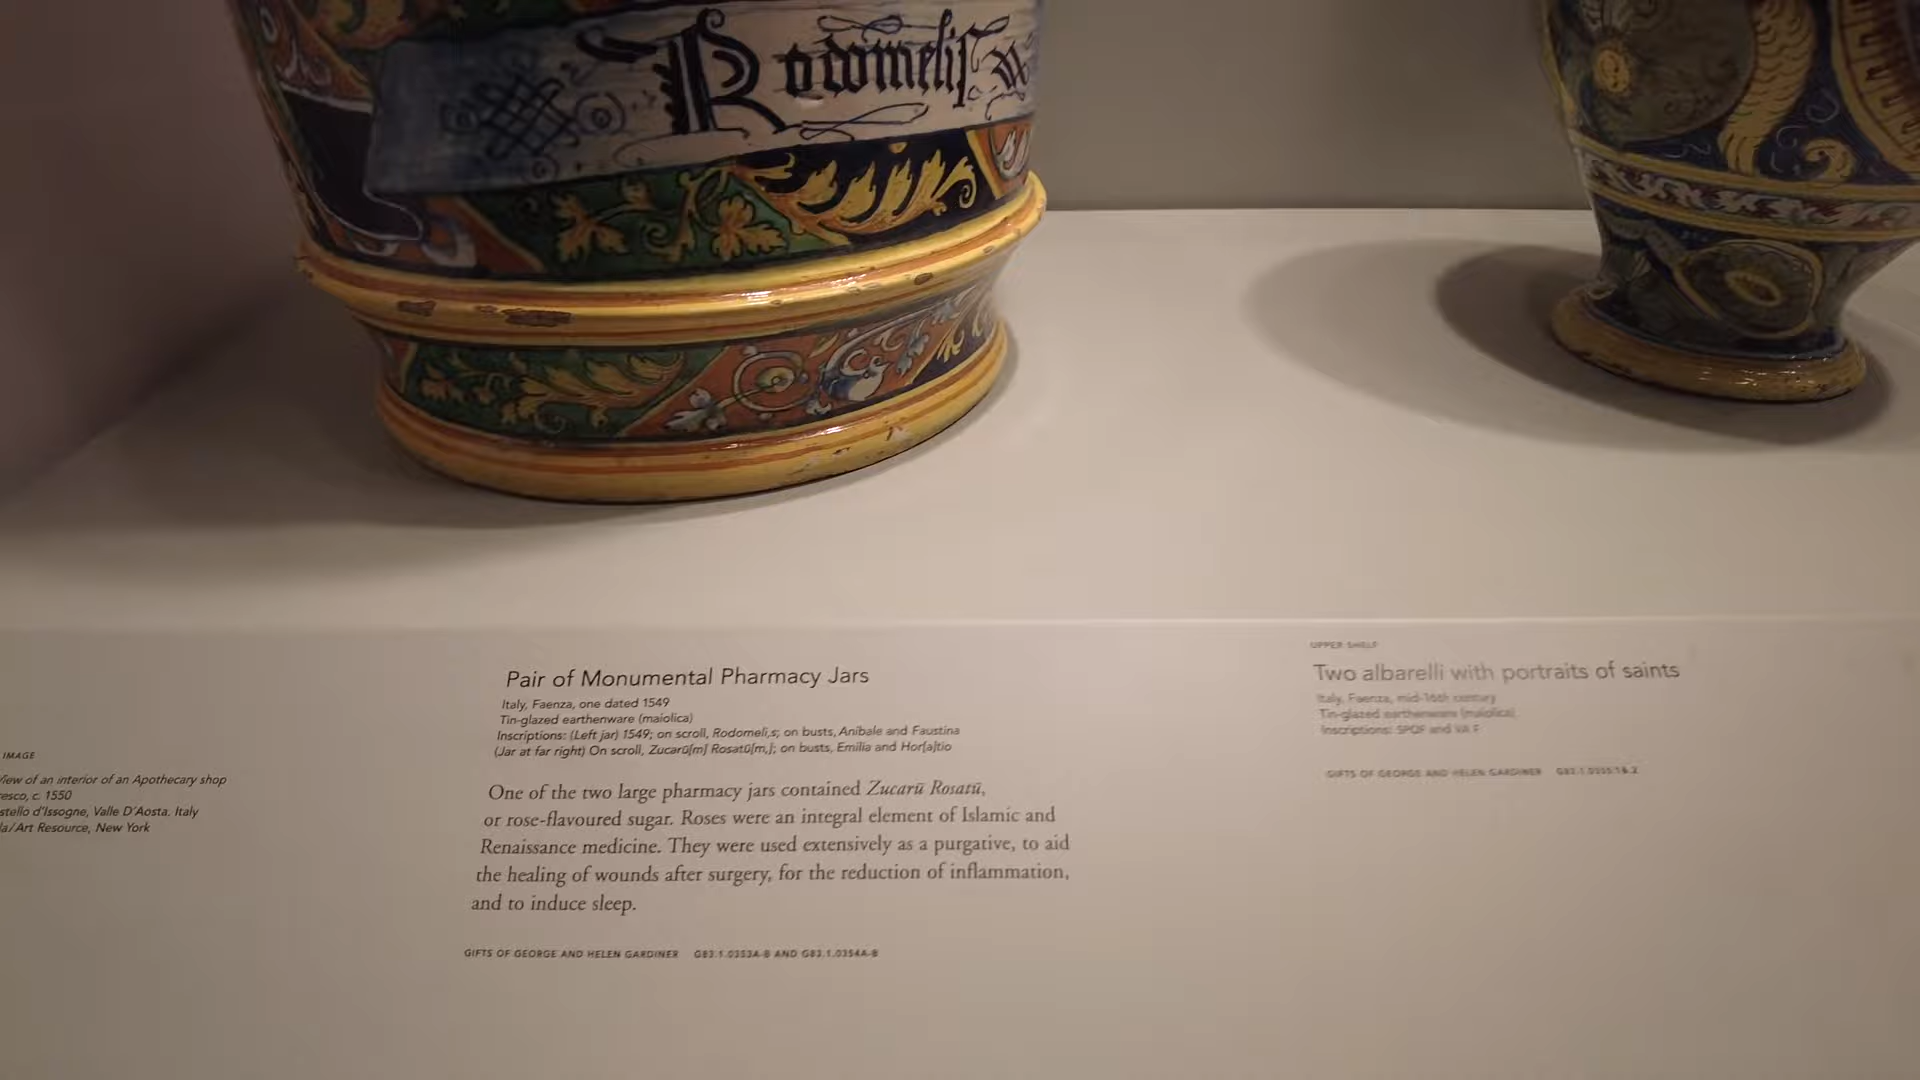 Rodomelis
IMAGE
View of an interior of an Apothecary shop
resco, c. 1550
stello d'Issogne, Valle D'Aosta. Italy
la/Art Resource, New York
Pair of Monumental Pharmacy Jars
Italy, Faenza, one dated 1549
Tin-glazed earthenware (maiolica)
Inscriptions: (Left jar) 1549; on scroll, Rodomeli,s; on busts, Anibale and Faustina
(Jar at far right) On scroll, Zucarū[m] Rosatū[m,]; on busts, Emilia and Hor[a]tio
One of the two large pharmacy jars contained Zucarū Rosatū,
or rose-flavoured sugar. Roses were an integral element of Islamic and
Renaissance medicine. They were used extensively as a purgative, to aid
the healing of wounds after surgery, for the reduction of inflammation,
and to induce sleep.
GIFTS OF GEORGE AND HELEN GARDINER G83.1.0353A-B AND G83.1.0354A-B
UPPER SHELF
Two albarelli with portraits of saints
Italy, Faenza, mid-16th century
Tin-glazed earthenware (maiolica)
Inscriptions: SPQF and VA F
GIFTS OF GEORGE AND HELEN GARDINER